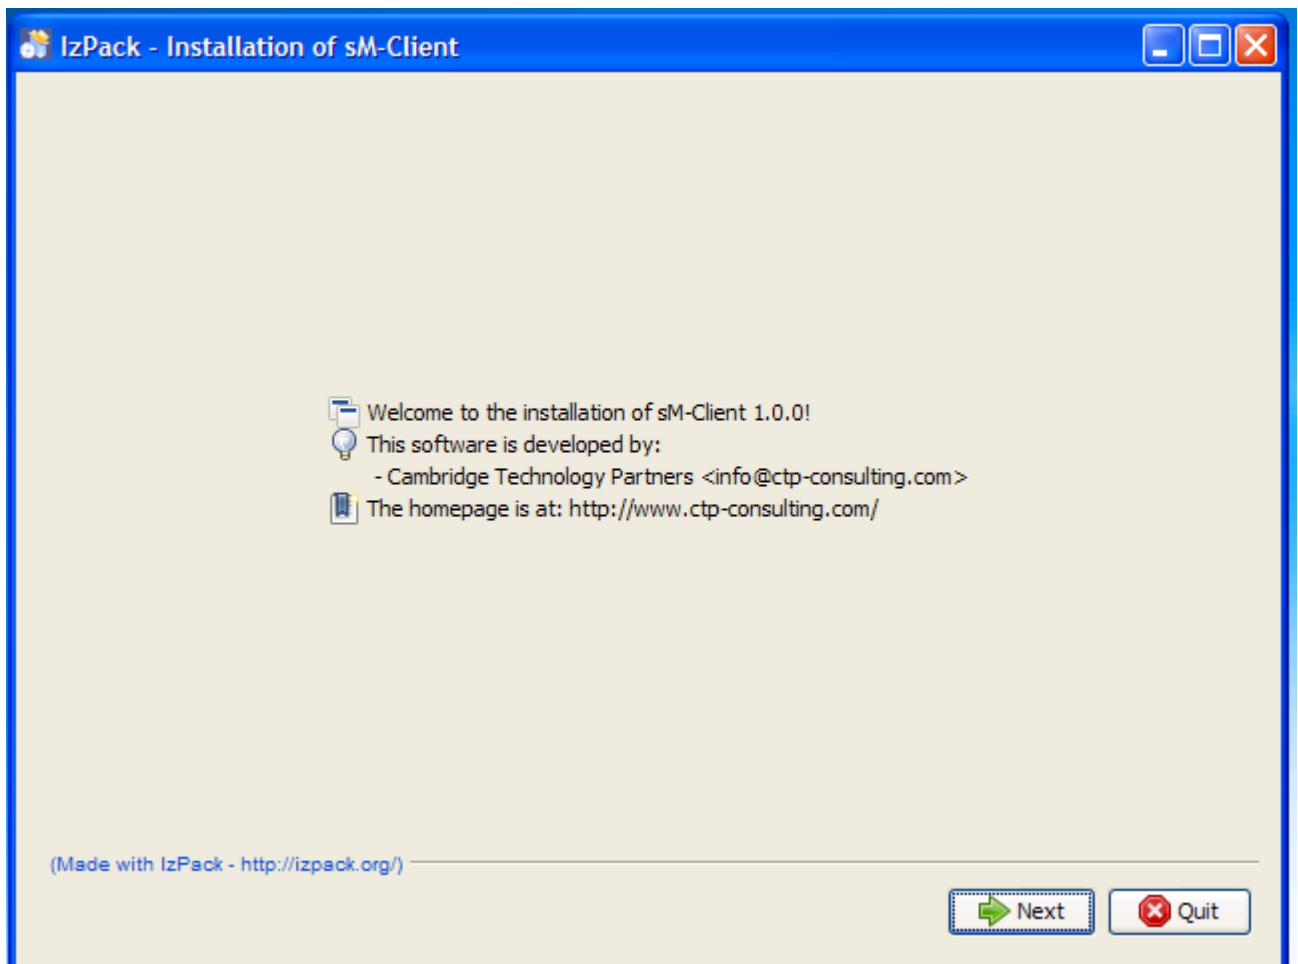 IzPack - Installation of sM-Client
Welcome to the installation of sM-Client 1.0.0!
This software is developed by:
- Cambridge Technology Partners <info@ctp-consulting.com>
The homepage is at: http://www.ctp-consulting.com/
(Made with IzPack - http://izpack.org/)
Next
Quit